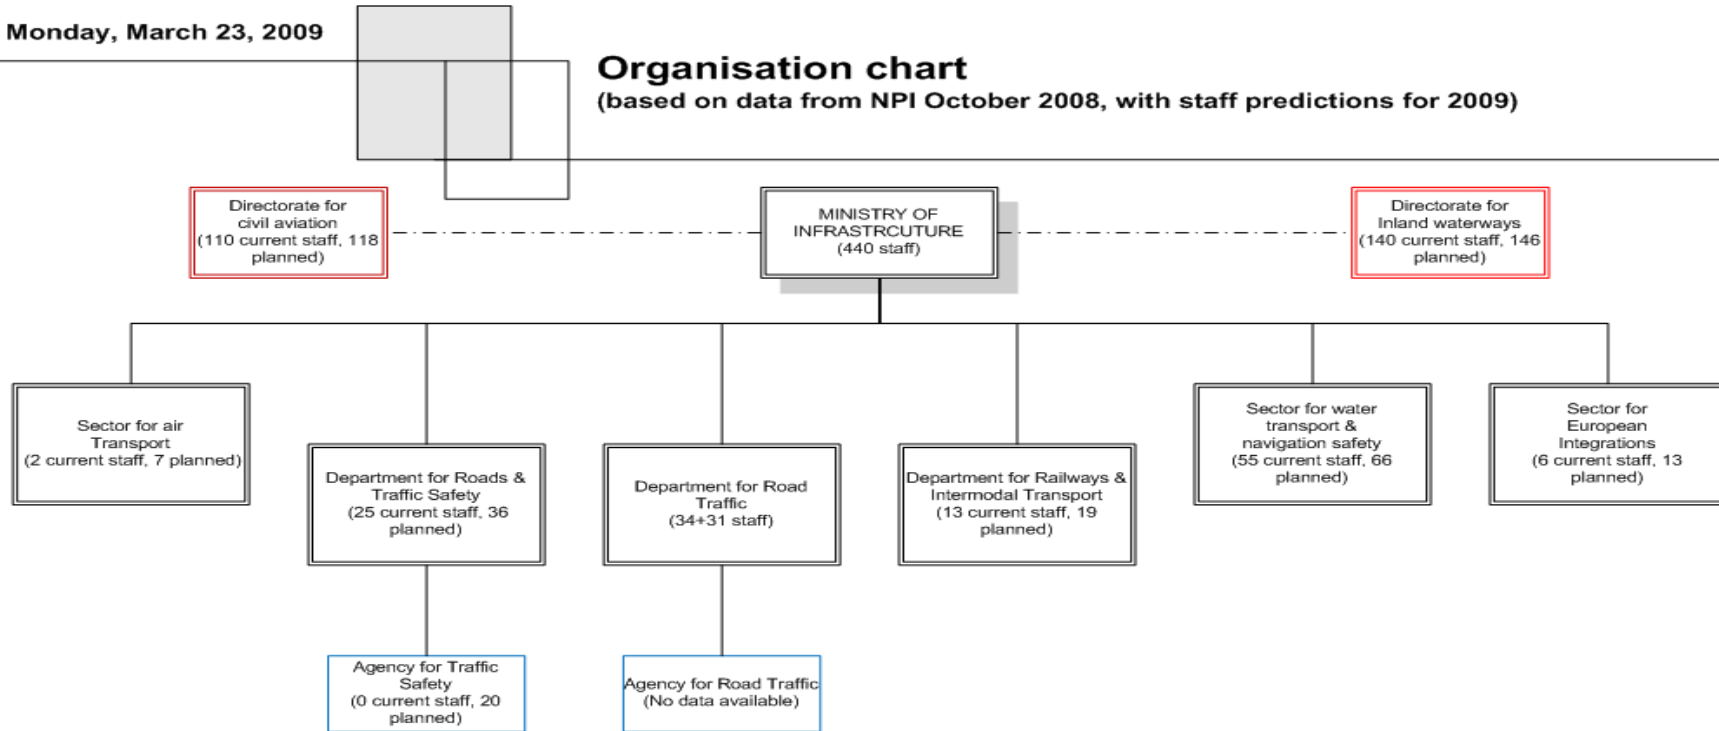 Monday, March 23, 2009
Organisation chart
(based on data from NPI October 2008, with staff predictions for 2009)
Directorate for
civil aviation
(110 current staff, 118
planned)
MINISTRY OF
INFRASTRCUTURE
(440 staff)
Directorate for
Inland waterways
(140 current staff, 146
planned)
Sector for air
Transport
(2 current staff, 7 planned)
Department for Roads &
Traffic Safety
(25 current staff, 36
planned)
Department for Road
Traffic
(34+31 staff)
Department for Railways &
Intermodal Transport
(13 current staff, 19
planned)
Sector for water
transport &
navigation safety
(55 current staff, 66
planned)
Sector for
European
Integrations
(6 current staff, 13
planned)
Agency for Traffic
Safety
(0 current staff, 20
planned)
Agency for Road Traffic
(No data available)